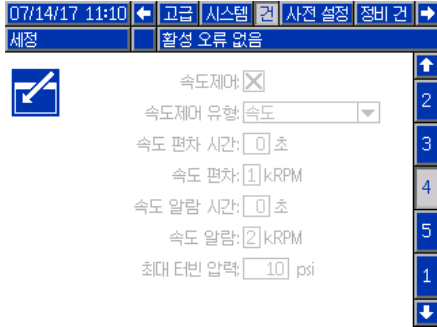 07/14/17 11:10 고급 시스템 건 사전 설정 정비 건
세정 활성 오류 없음
속도제어:
속도제어 유형: 속도
2
속도 편차 시간: 0 초
3
속도 편차: 1 kRPM
4
속도 알람 시간: 0 초
속도 알람: 2 kRPM
5
최대 터빈 압력: 10 psi
1